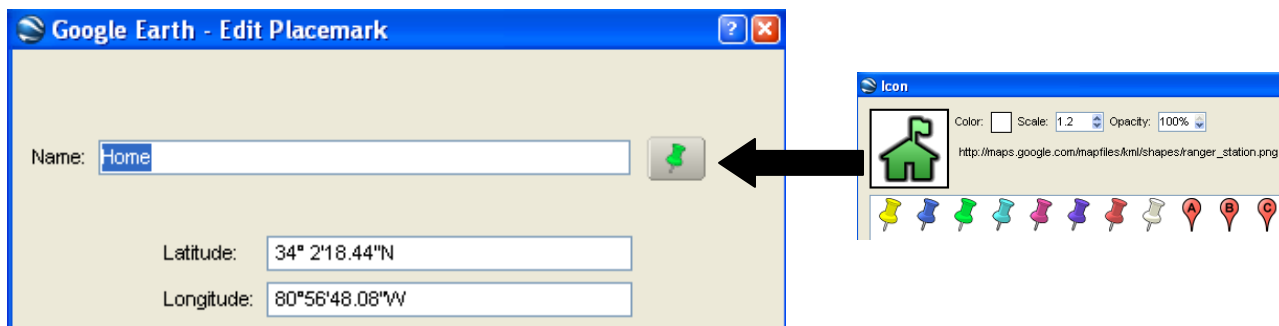 Google Earth - Edit Placemark
Name: Home
Latitude: 34° 2'18.44"N
Longitude: 80°56'48.08"W
Icon
Color: Scale: 1.2 Opacity: 100%
http://maps.google.com/mapfiles/kml/shapes/ranger_station.png
A B C